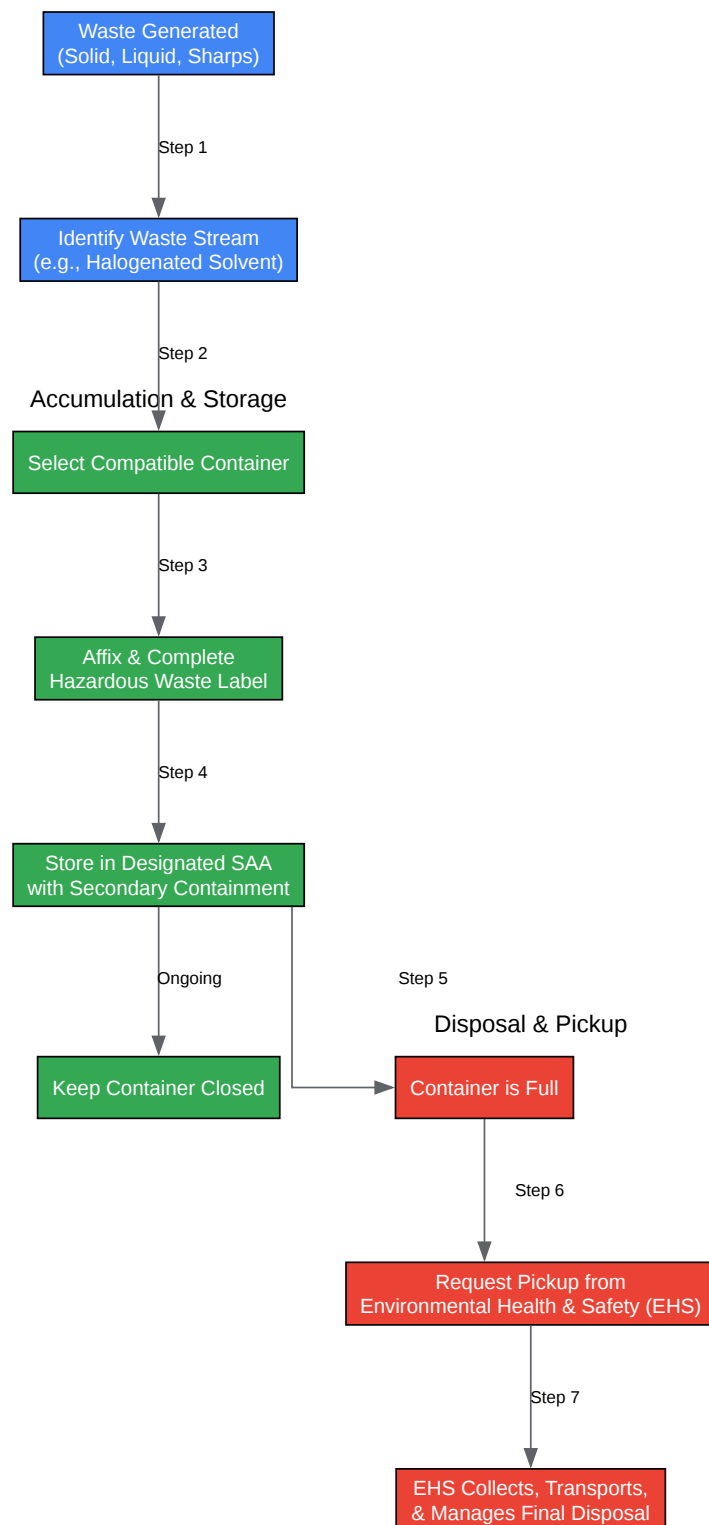 Waste Generated
(Solid, Liquid, Sharps)
Step 1
Identify Waste Stream
(e.g., Halogenated Solvent)
Step 2
Accumulation & Storage
Select Compatible Container
Step 3
Affix & Complete
Hazardous Waste Label
Step 4
Store in Designated SAA
with Secondary Containment
Ongoing
Step 5
Disposal & Pickup
Keep Container Closed
Container is Full
Step 6
Request Pickup from
Environmental Health & Safety (EHS)
Step 7
EHS Collects, Transports,
& Manages Final Disposal